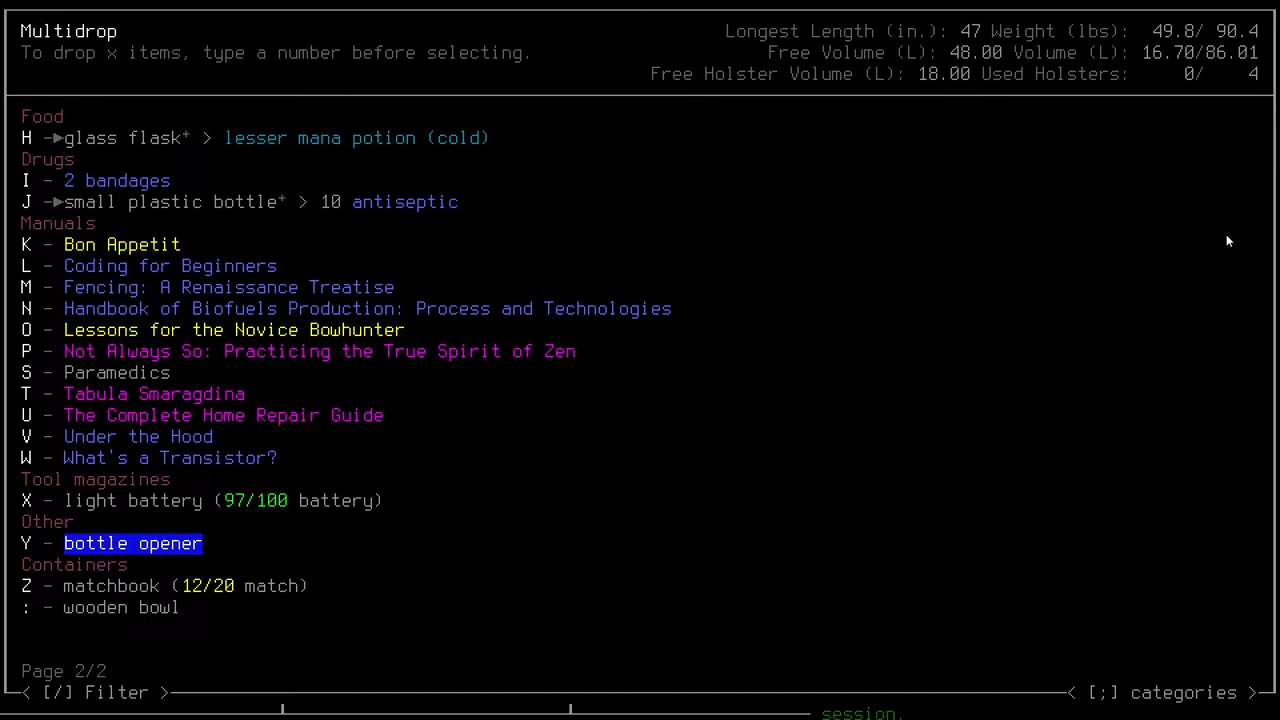 Multidrop Longest Length (in.): 47 Weight (lbs): 49.8/ 90.4
To drop x items, type a number before selecting. Free Volume (L): 48.00 Volume (L): 16.70/86.01
Free Holster Volume (L): 18.00 Used Holsters: 0/ 4
Food
H -►glass flask⁺ > lesser mana potion (cold)
Drugs
I - 2 bandages
J -►small plastic bottle⁺ > 10 antiseptic
Manuals
K - Bon Appetit
L - Coding for Beginners
M - Fencing: A Renaissance Treatise
N - Handbook of Biofuels Production: Process and Technologies
O - Lessons for the Novice Bowhunter
P - Not Always So: Practicing the True Spirit of Zen
S - Paramedics
T - Tabula Smaragdina
U - The Complete Home Repair Guide
V - Under the Hood
W - What's a Transistor?
Tool magazines
X - light battery (97/100 battery)
Other
Y - bottle opener
Containers
Z - matchbook (12/20 match)
: - wooden bowl
Page 2/2
< [/] Filter > < [;] categories >
session.